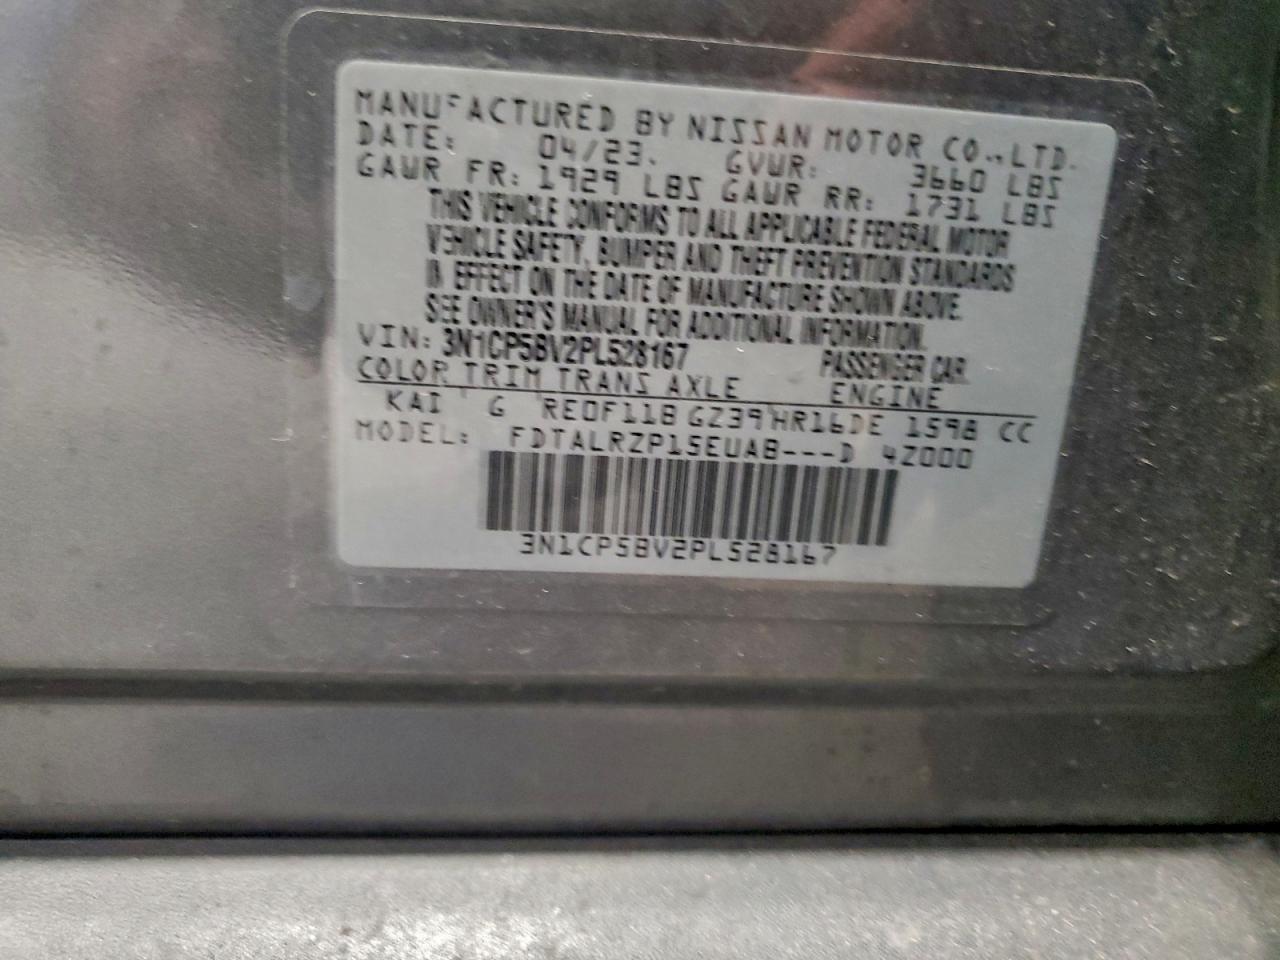 MANUFACTURED BY NISSAN MOTOR CO.,LTD.
DATE: 04/23. GVWR: 3660 LBS
GAWR FR: 1929 LBS GAWR RR: 1731 LBS
THIS VEHICLE CONFORMS TO ALL APPLICABLE FEDERAL MOTOR
VEHICLE SAFETY, BUMPER AND THEFT PREVENTION STANDARDS
IN EFFECT ON THE DATE OF MANUFACTURE SHOWN ABOVE.
SEE OWNER'S MANUAL FOR ADDITIONAL INFORMATION.
VIN: 3N1CP5BV2PL528167 PASSENGER CAR.
COLOR TRIM TRANS AXLE ENGINE
KAI G RE0F11B GZ39 HR16DE 1598 CC
MODEL: FDTALRZP15EUAB---D 4Z000
3N1CP5BV2PL528167